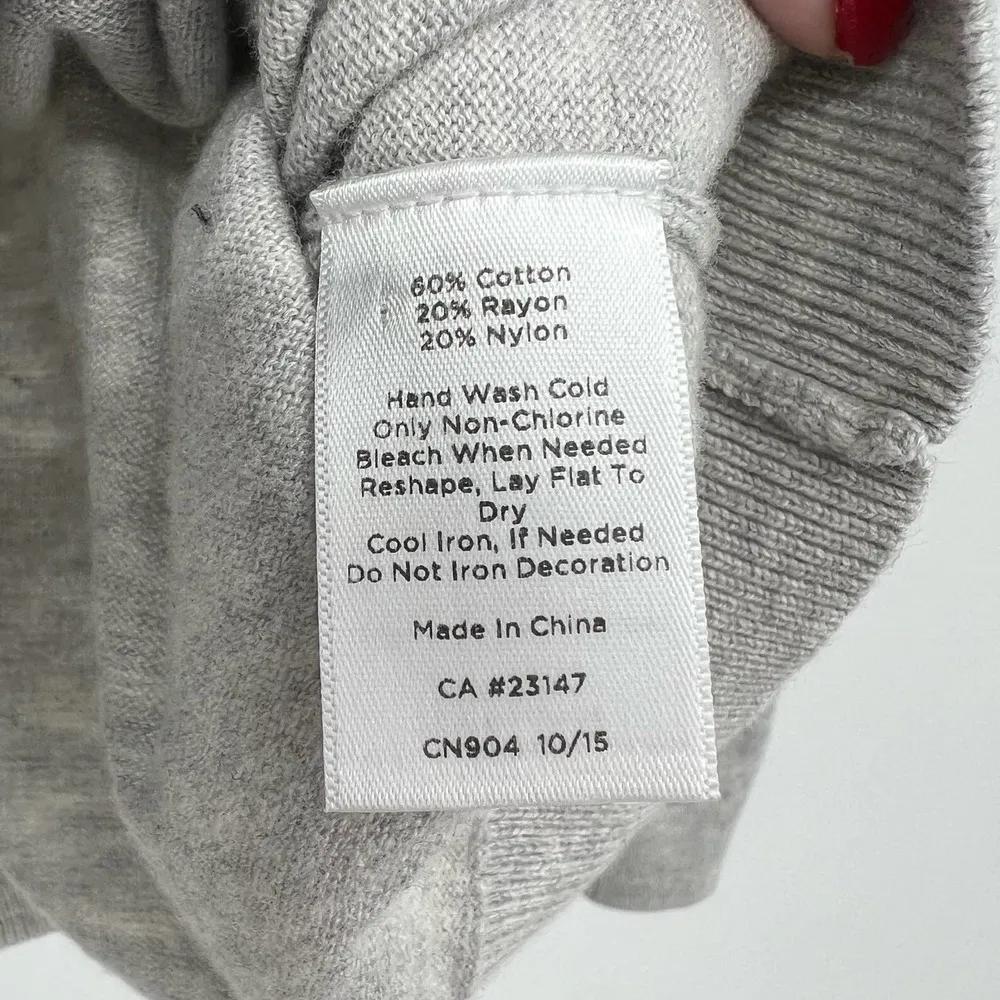 60% Cotton
20% Rayon
20% Nylon
Hand Wash Cold
Only Non-Chlorine
Bleach When Needed
Reshape, Lay Flat To
Dry
Cool Iron, If Needed
Do Not Iron Decoration
Made In China
CA #23147
CN904 10/15